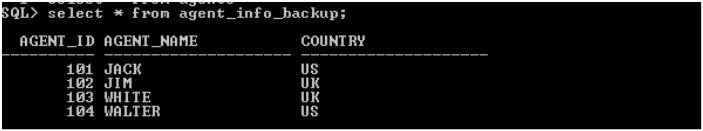 SQL> select * from agent_info_backup;
AGENT_ID AGENT_NAME COUNTRY
---------- -------------------- --------------------
101 JACK US
102 JIM UK
103 WHITE UK
104 WALTER US